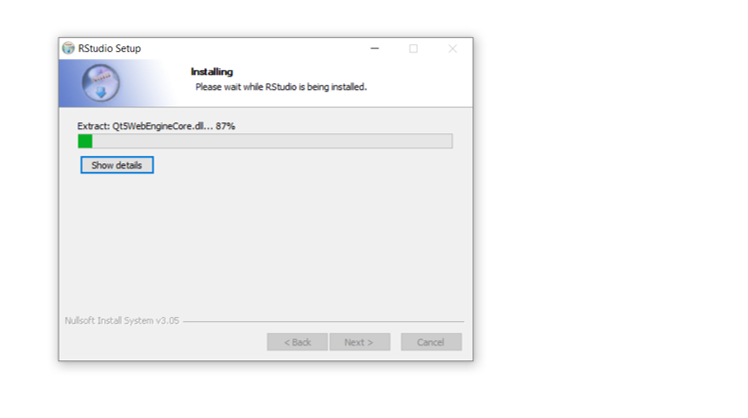 RStudio Setup
Installing
Please wait while RStudio is being installed.
Extract: Qt5WebEngineCore.dll... 87%
Show details
Nullsoft Install System v3.05
< Back
Next >
Cancel